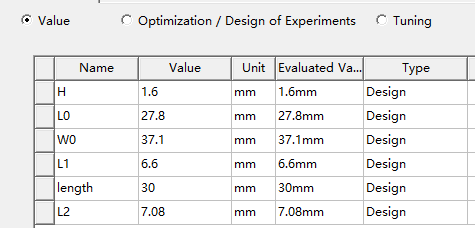 Value Optimization / Design of Experiments Tuning
Name Value Unit Evaluated Va... Type
H 1.6 mm 1.6mm Design
L0 27.8 mm 27.8mm Design
W0 37.1 mm 37.1mm Design
L1 6.6 mm 6.6mm Design
length 30 mm 30mm Design
L2 7.08 mm 7.08mm Design